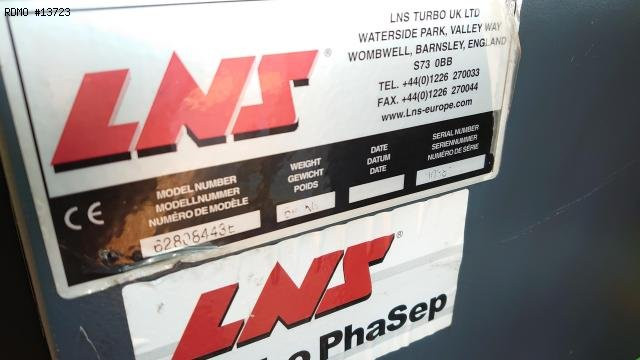 RDMO #13723
LNS TURBO UK LTD
WATERSIDE PARK, VALLEY WAY
WOMBWELL, BARNSLEY, ENGLAND
S73 0BB
TEL. +44(0)1226 270033
FAX. +44(0)1226 270044
www.Lns-europe.com
LNS®
MODEL NUMBER
MODELLNUMMER
NUMÉRO DE MODÈLE
WEIGHT
GEWICHT
POIDS
DATE
DATUM
DATE
SERIAL NUMBER
SERIENNUMMER
NUMÉRO DE SÉRIE
CE
LNS®
PhaSep